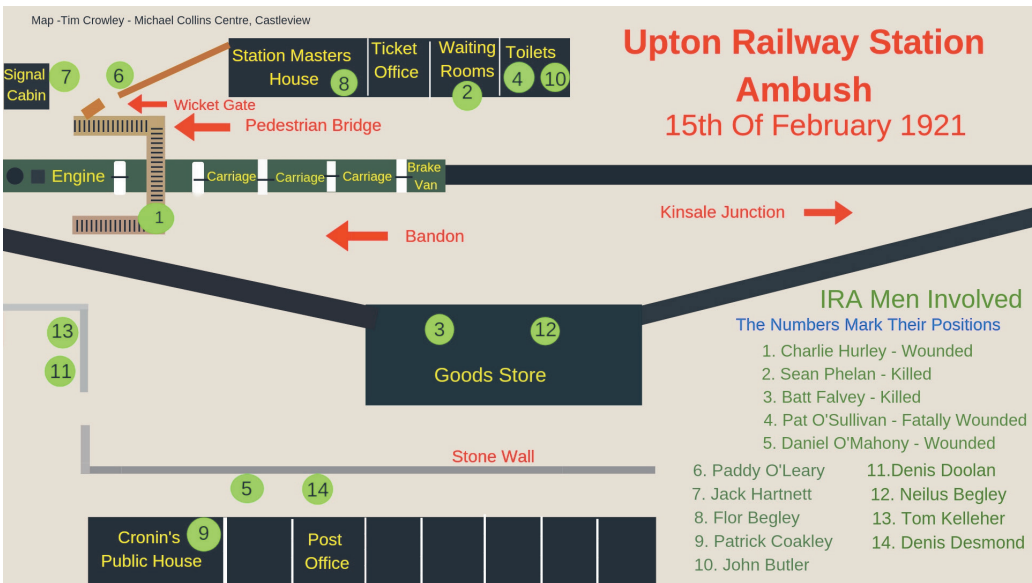 Map -Tim Crowley - Michael Collins Centre, Castleview
Upton Railway Station
Ambush
15th Of February 1921
Signal
Cabin
7
6
Station Masters
House
8
Ticket
Office
Waiting
Rooms
2
Toilets
4
10
Wicket Gate
Pedestrian Bridge
Engine
Carriage
Carriage
Carriage
Brake
Van
1
Kinsale Junction
Bandon
13
11
3
12
Goods Store
IRA Men Involved
The Numbers Mark Their Positions
1. Charlie Hurley - Wounded
2. Sean Phelan - Killed
3. Batt Falvey - Killed
4. Pat O'Sullivan - Fatally Wounded
5. Daniel O'Mahony - Wounded
6. Paddy O'Leary
7. Jack Hartnett
8. Flor Begley
9. Patrick Coakley
10. John Butler
11.Denis Doolan
12. Neilus Begley
13. Tom Kelleher
14. Denis Desmond
Stone Wall
5
14
Cronin's
Public House
9
Post
Office